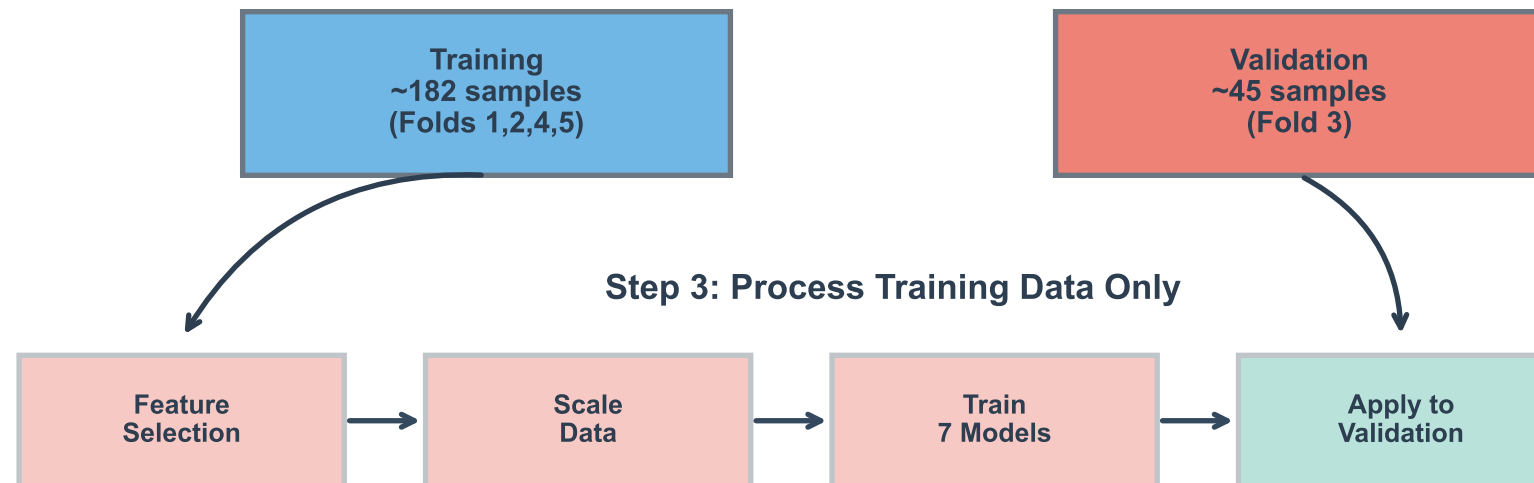 Training
~182 samples
(Folds 1,2,4,5)
Validation
~45 samples
(Fold 3)
Step 3: Process Training Data Only
Feature
Selection
Scale
Data
Train
7 Models
Apply to
Validation